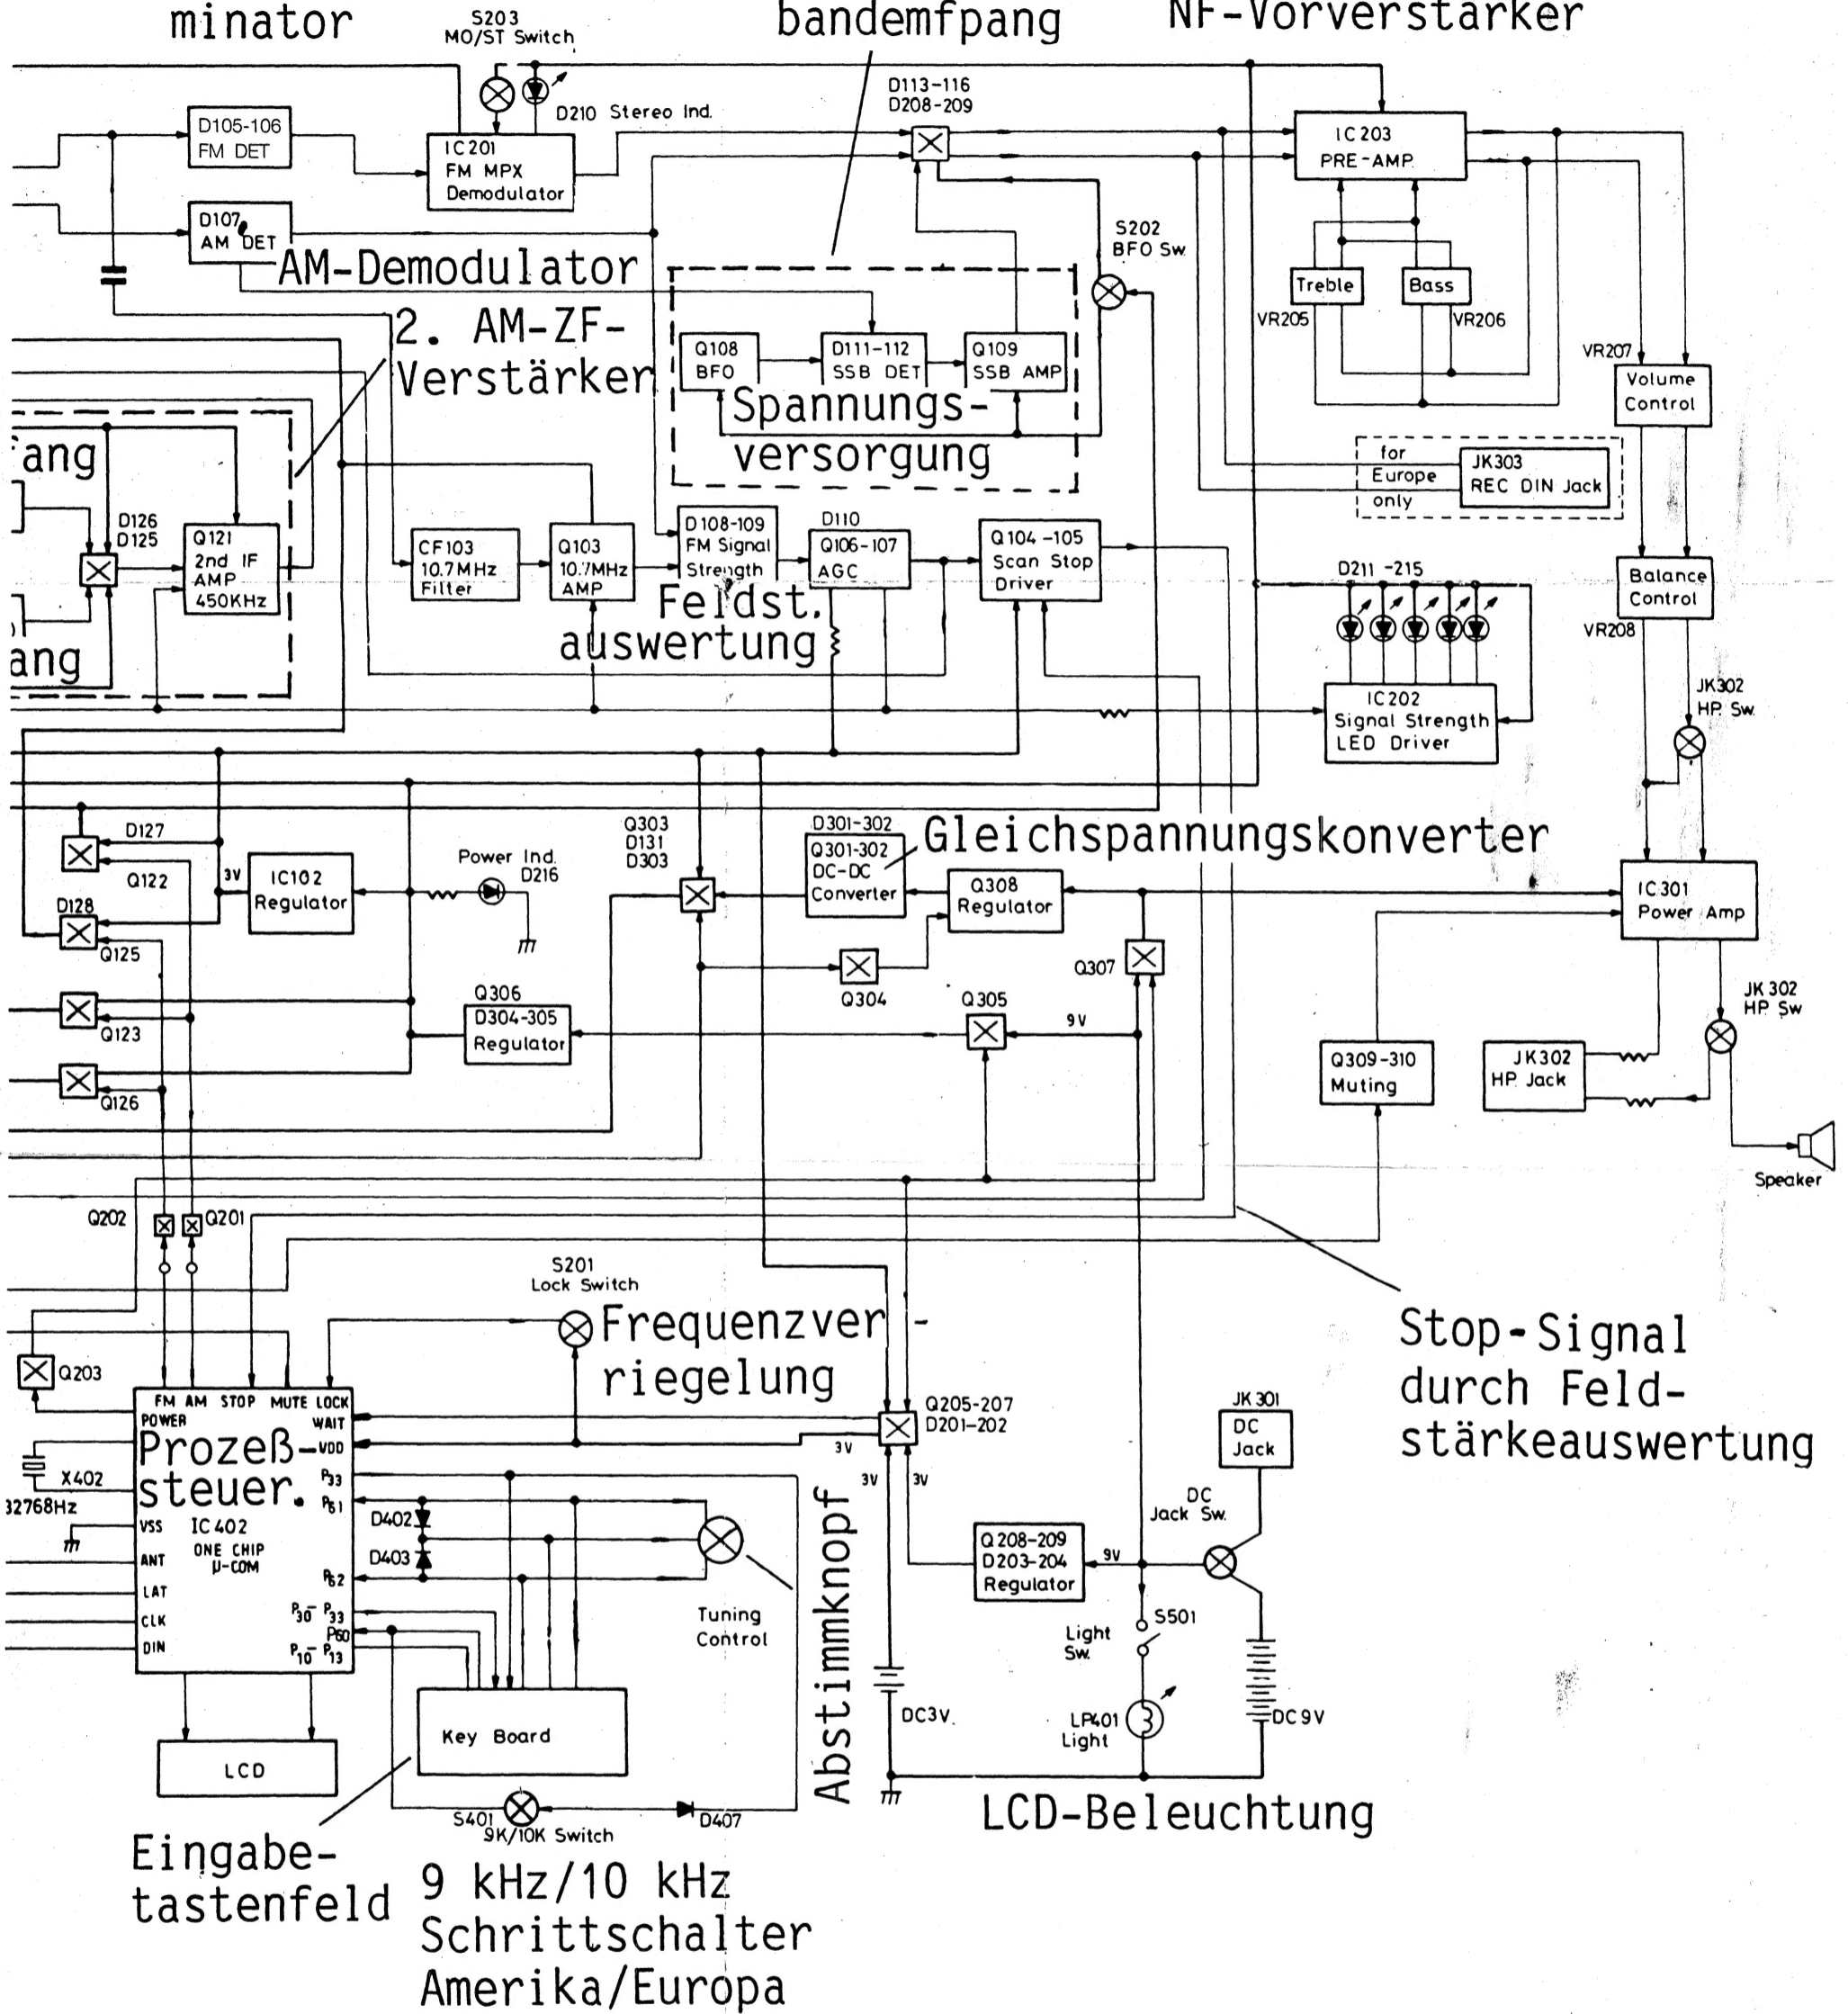 minator
S203
MO/ST Switch
bandemfpang
NF-Vorverstärker
D113-116
D208-209
D210 Stereo Ind.
D105-106
FM DET
IC201
FM MPX
Demodulator
IC203
PRE-AMP.
D107
AM DET
S202
BFO Sw.
AM-Demodulator
Treble
Bass
VR205
VR206
2. AM-ZF-
Verstärker
Q108
BFO
D111-112
SSB DET
Q109
SSB AMP
VR207
Volume
Control
Spannungs-
versorgung
fang
for
Europe
only
JK303
REC DIN Jack
D126
D125
Q121
2nd IF
AMP
450KHz
CF103
10.7MHz
Filter
Q103
10.7MHz
AMP
D108-109
FM Signal
Strength
D110
Q106-107
AGC
Q104-105
Scan Stop
Driver
D211-215
Balance
Control
VR208
Feldst.
auswertung
ang
IC202
Signal Strength
LED Driver
JK302
HP. Sw.
D127
Q122
Q303
D131
D303
D301-302
Q301-302
DC-DC
Converter
Gleichspannungskonverter
Power Ind.
D216
3V
IC102
Regulator
Q308
Regulator
IC301
Power Amp
D128
Q125
Q304
Q307
Q306
D304-305
Regulator
Q305
9V
JK302
HP. Sw
Q123
Q126
Q309-310
Muting
JK302
HP. Jack
Speaker
Q202
Q201
S201
Lock Switch
Frequenzver-
riegelung
Stop-Signal
durch Feld-
stärkeauswertung
Q203
FM AM STOP MUTE LOCK
POWER
WAIT
VDD
Prozeß-
steuer.
Q205-207
D201-202
3V
3V
3V
JK301
DC
Jack
X402
32768Hz
P33
P61
VSS
IC402
ONE CHIP
μ-COM
ANT
LAT
CLK
DIN
D402
D403
P62
P30-P33
P60
P10-P13
Tuning
Control
Abstimmknopf
DC
Jack Sw.
Q208-209
D203-204
Regulator
9V
S501
Light
Sw.
LP401
Light
DC3V.
DC9V
Key Board
LCD
S401
9K/10K Switch
D407
LCD-Beleuchtung
Eingabe-
tastenfeld
9 kHz/10 kHz
Schrittschalter
Amerika/Europa